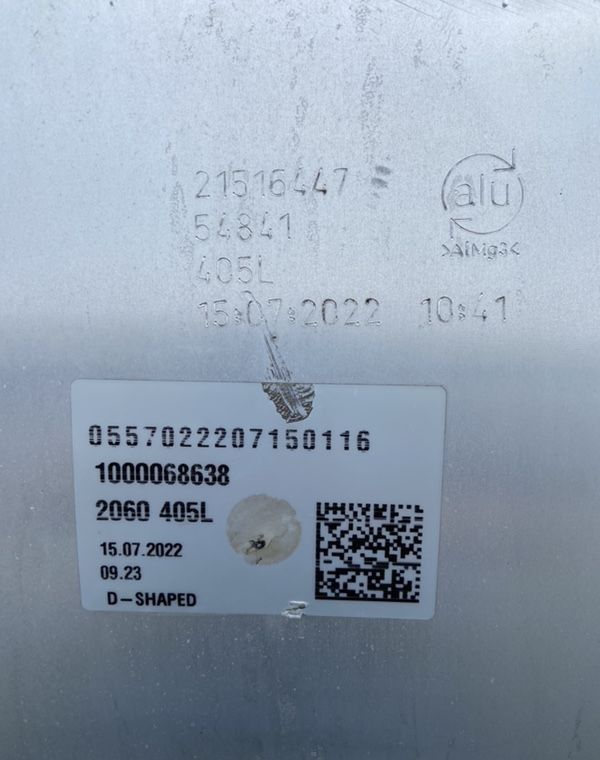 21516447
alu
54841
>AlMg3<
405L
15:07:2022 10:41
0557022207150116
1000068638
2060 405L
15.07.2022
09.23
D-SHAPED